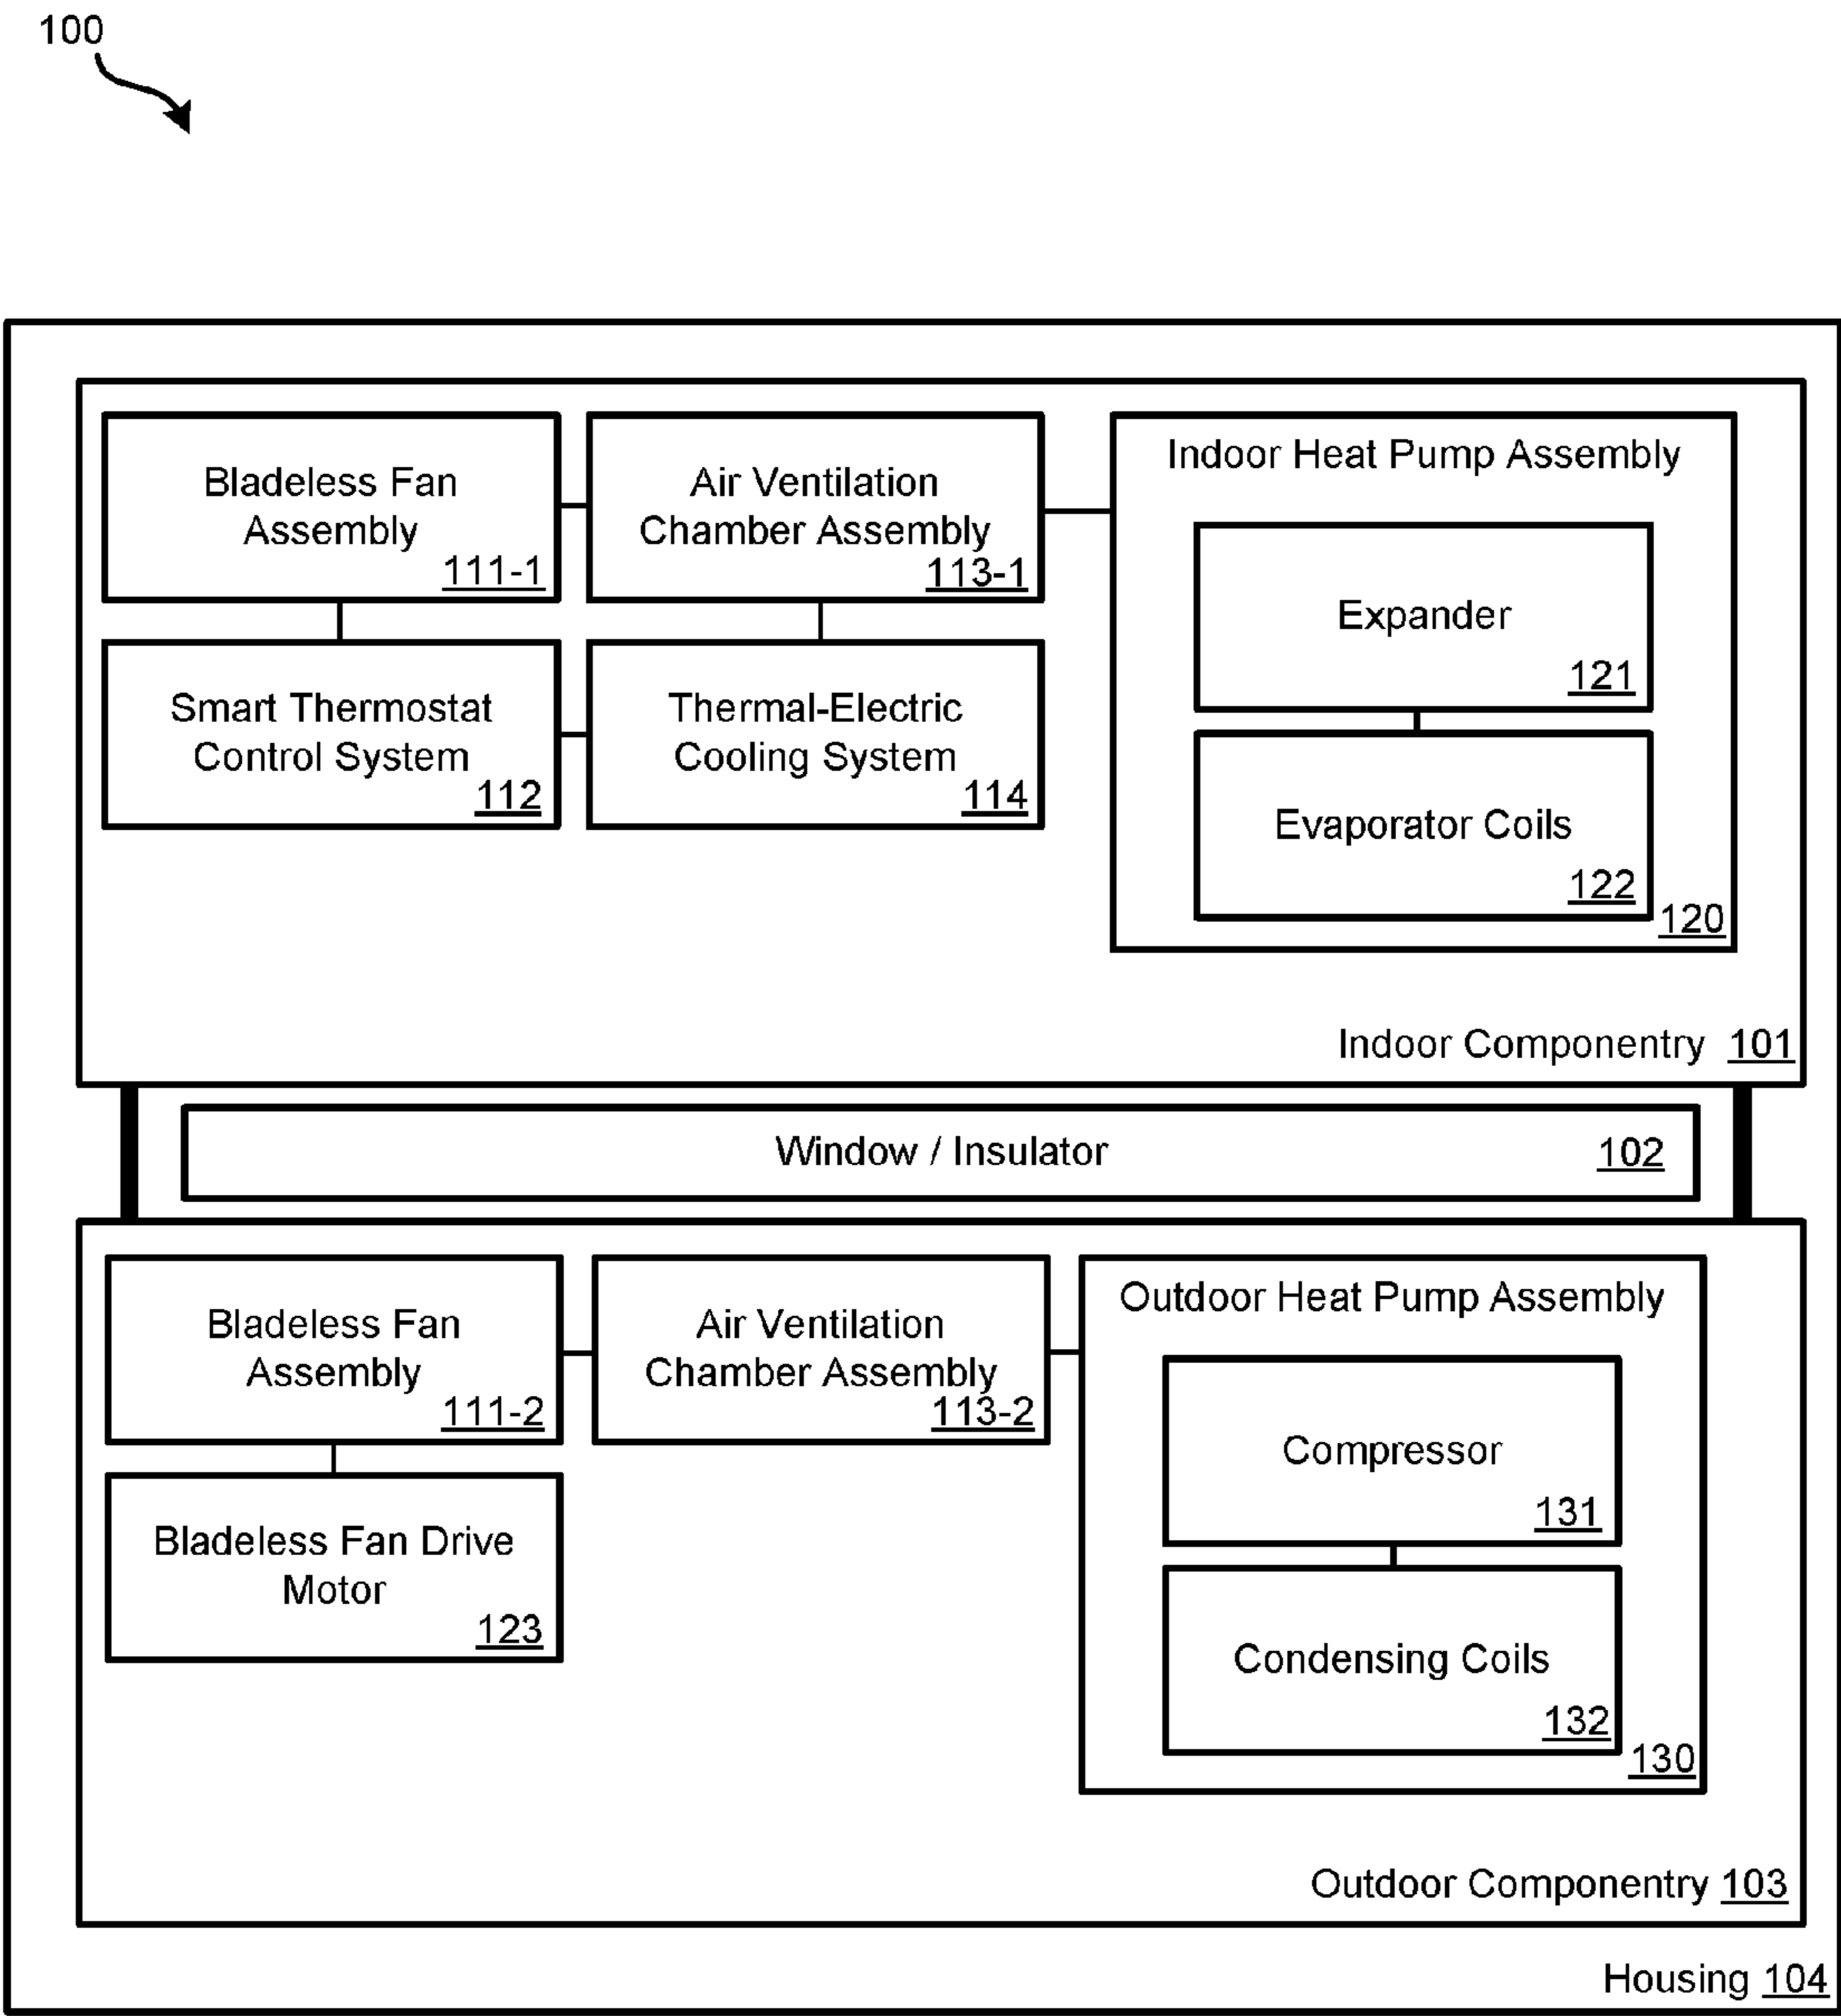 100
Bladeless Fan
Assembly
111-1
Air Ventilation
Chamber Assembly
113-1
Smart Thermostat
Control System
112
Thermal-Electric
Cooling System
114
Indoor Heat Pump Assembly
Expander
121
Evaporator Coils
122
120
Indoor Componentry 101
Window / Insulator 102
Bladeless Fan
Assembly
111-2
Air Ventilation
Chamber Assembly
113-2
Bladeless Fan Drive
Motor
123
Outdoor Heat Pump Assembly
Compressor
131
Condensing Coils
132
130
Outdoor Componentry 103
Housing 104